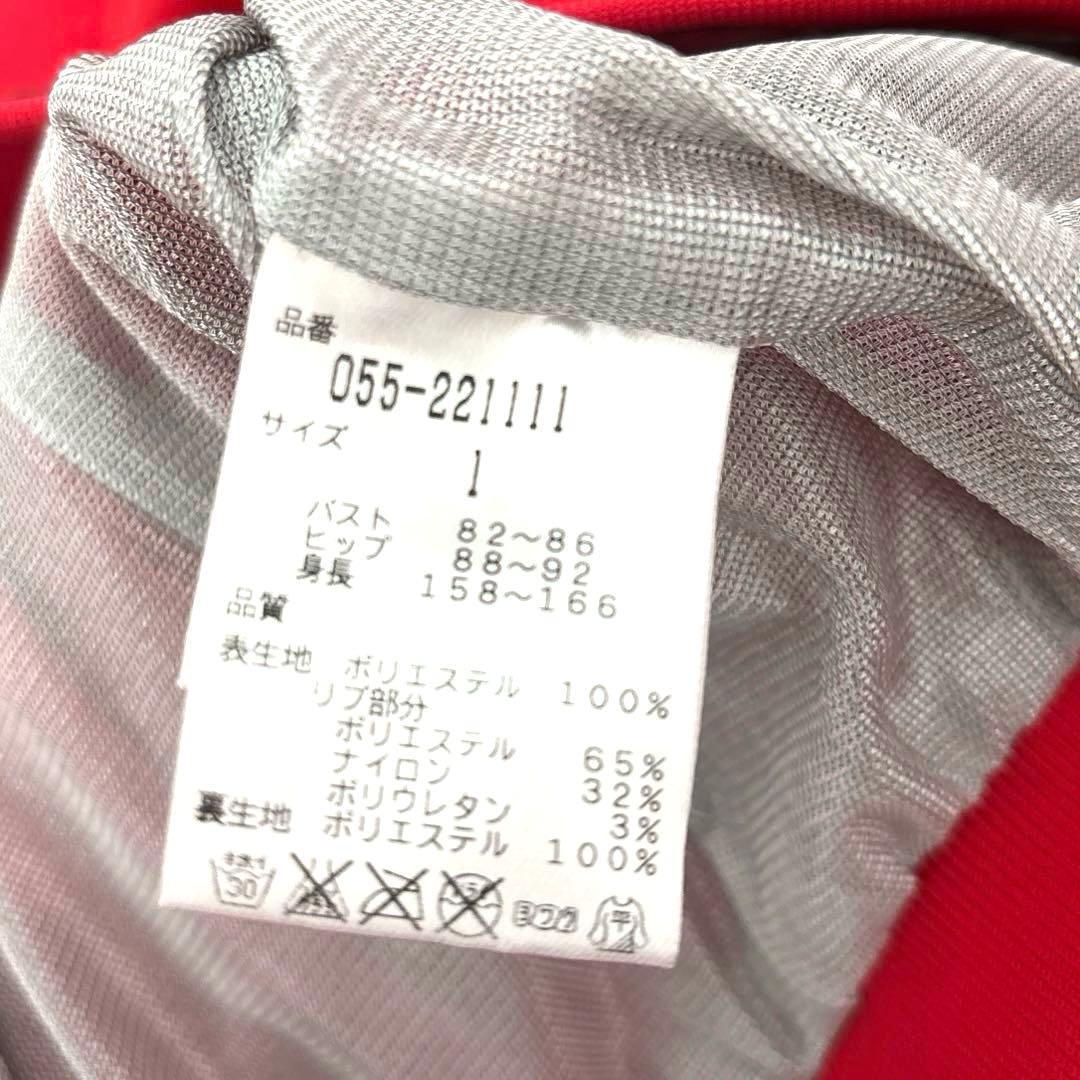 品番
055-221111
サイズ
1
バスト 82～86
ヒップ 88～92
身長 158～166
品質
表生地 ポリエステル 100%
リブ部分
ポリエステル 65%
ナイロン 32%
ポリウレタン 3%
裏生地 ポリエステル 100%
30 平